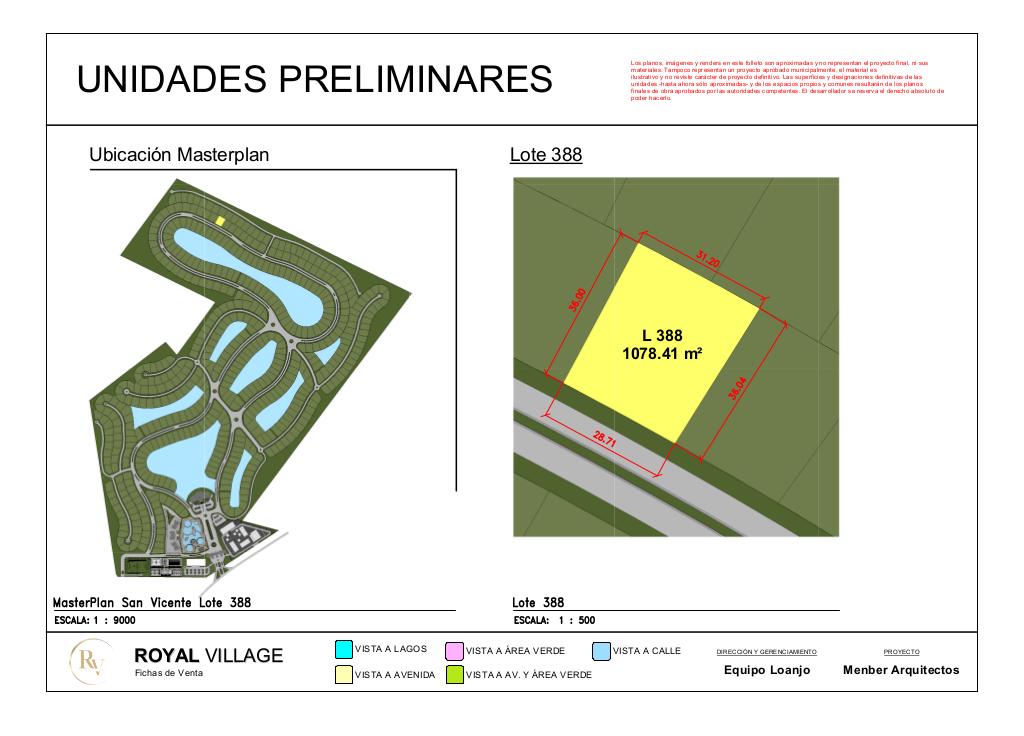 UNIDADES PRELIMINARES
Los planos, imágenes y renders en este folleto son aproximadas y no representan el proyecto final, ni sus
materiales. Tampoco representan un proyecto aprobado municipalmente, el material es
ilustrativo y no reviste carácter de proyecto definitivo. Las superficies y designaciones definitivas de las
unidades -hasta ahora sólo aproximadas- y de los espacios propios y comunes resultarán de los planos
finales de obra aprobados por las autoridades competentes. El desarrollador se reserva el derecho absoluto de
poder hacerlo.
Ubicación Masterplan
Lote 388
31.20
36.00
L 388
1078.41 m²
36.04
28.71
MasterPlan San Vicente Lote 388
ESCALA: 1 : 9000
Lote 388
ESCALA: 1 : 500
RV
ROYAL VILLAGE
Fichas de Venta
VISTA A LAGOS
VISTA A ÁREA VERDE
VISTA A CALLE
VISTA A AVENIDA
VISTA A AV. Y ÁREA VERDE
DIRECCIÓN Y GERENCIAMIENTO
Equipo Loanjo
PROYECTO
Menber Arquitectos